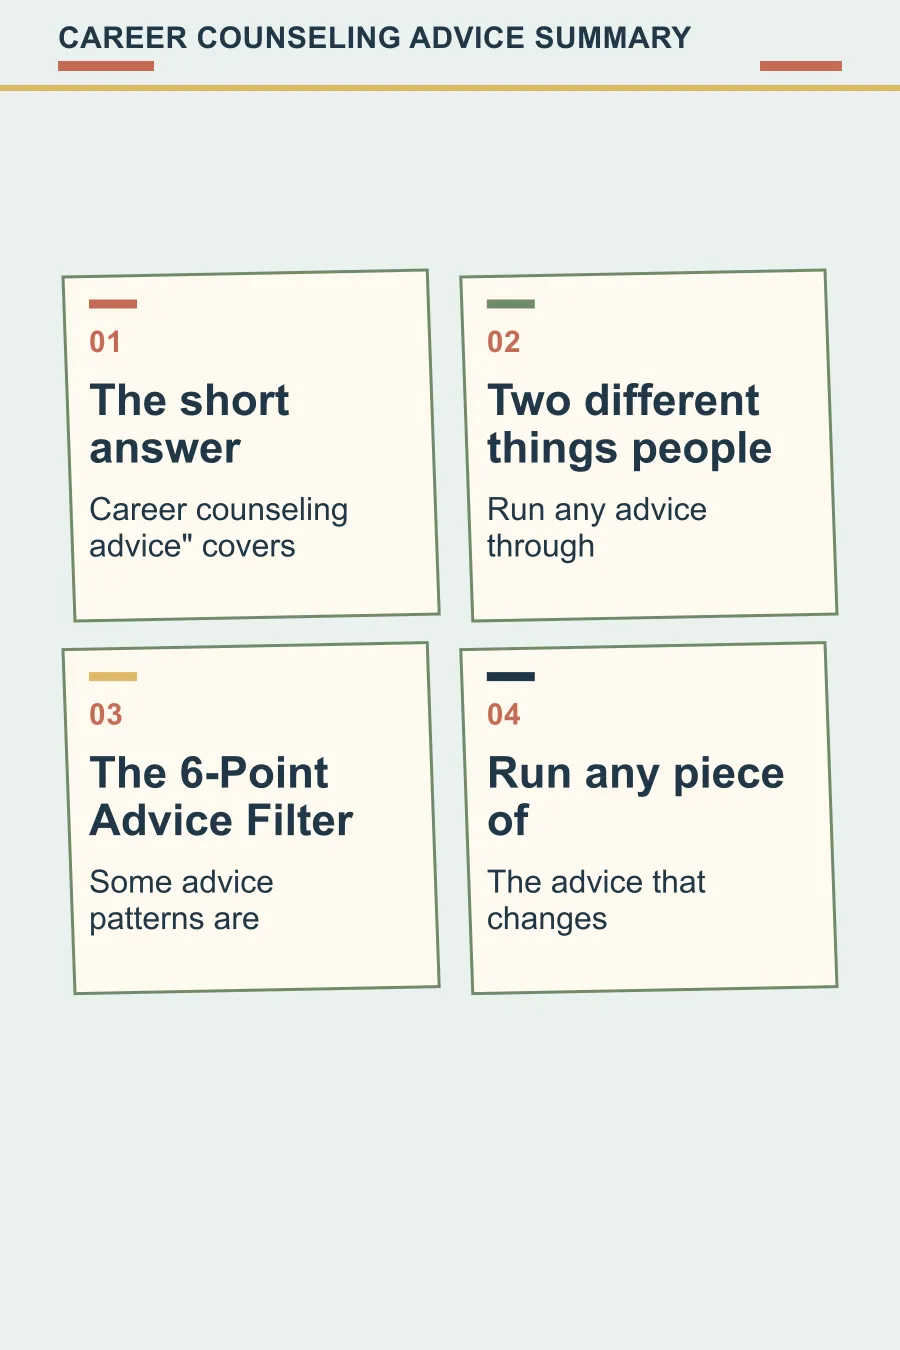 CAREER COUNSELING ADVICE SUMMARY
01
The short
answer
Career counseling
advice" covers
02
Two different
things people
Run any advice
through
03
The 6-Point
Advice Filter
Some advice
patterns are
04
Run any piece
of
The advice that
changes